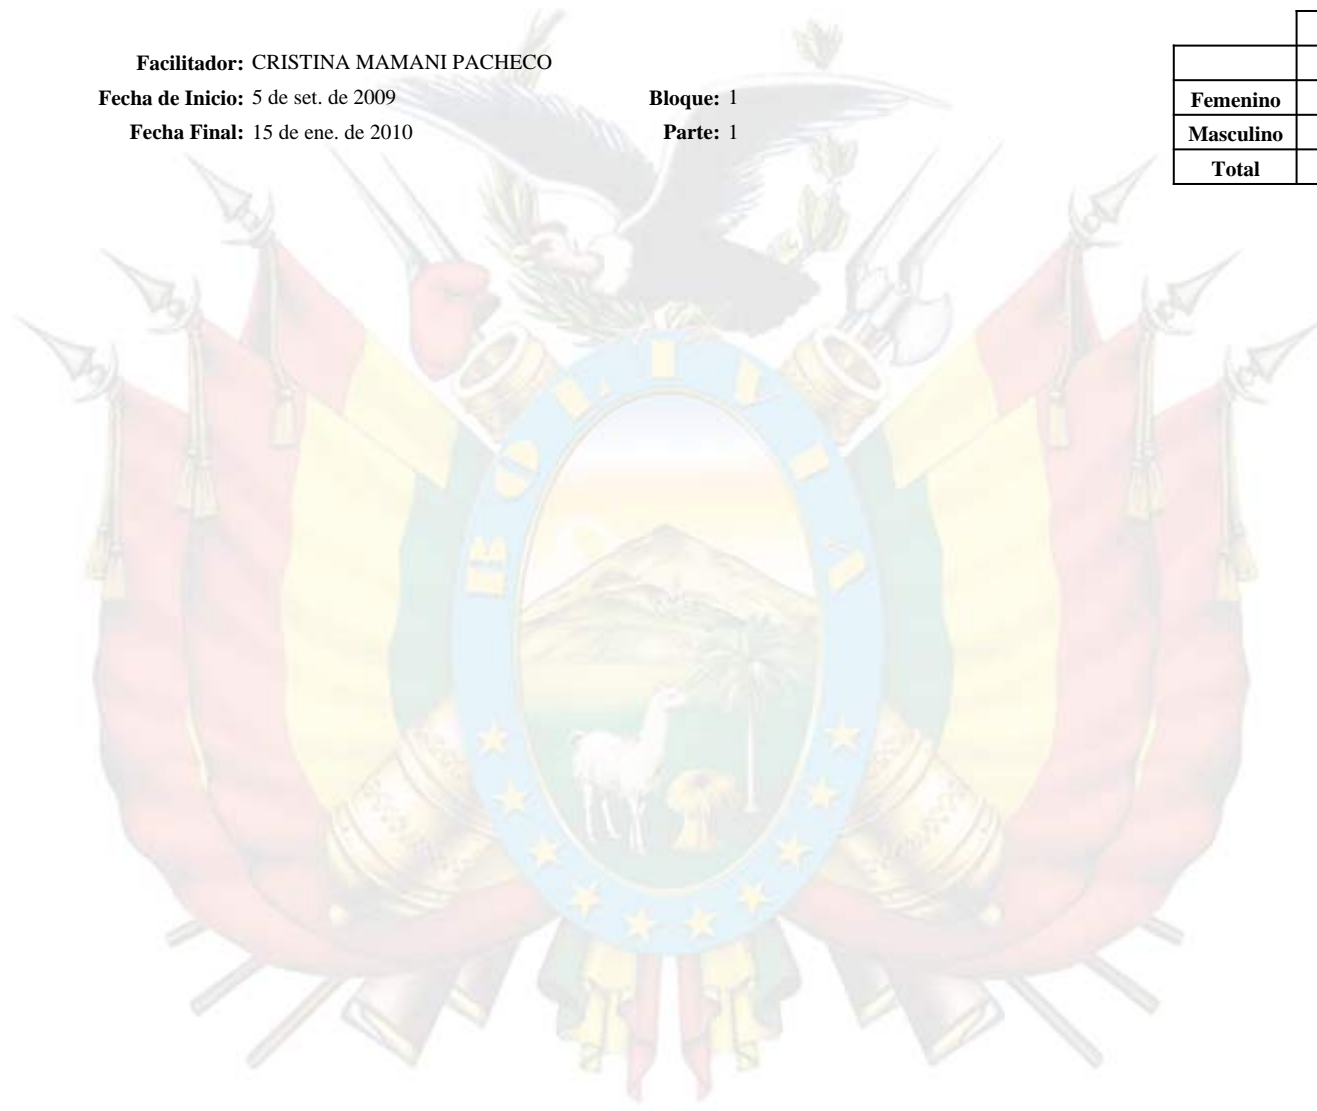 Facilitador: CRISTINA MAMANI PACHECO
Fecha de Inicio: 5 de set. de 2009 Bloque: 1
Fecha Final: 15 de ene. de 2010 Parte: 1
Femenino
Masculino
Total
BOLIVIA